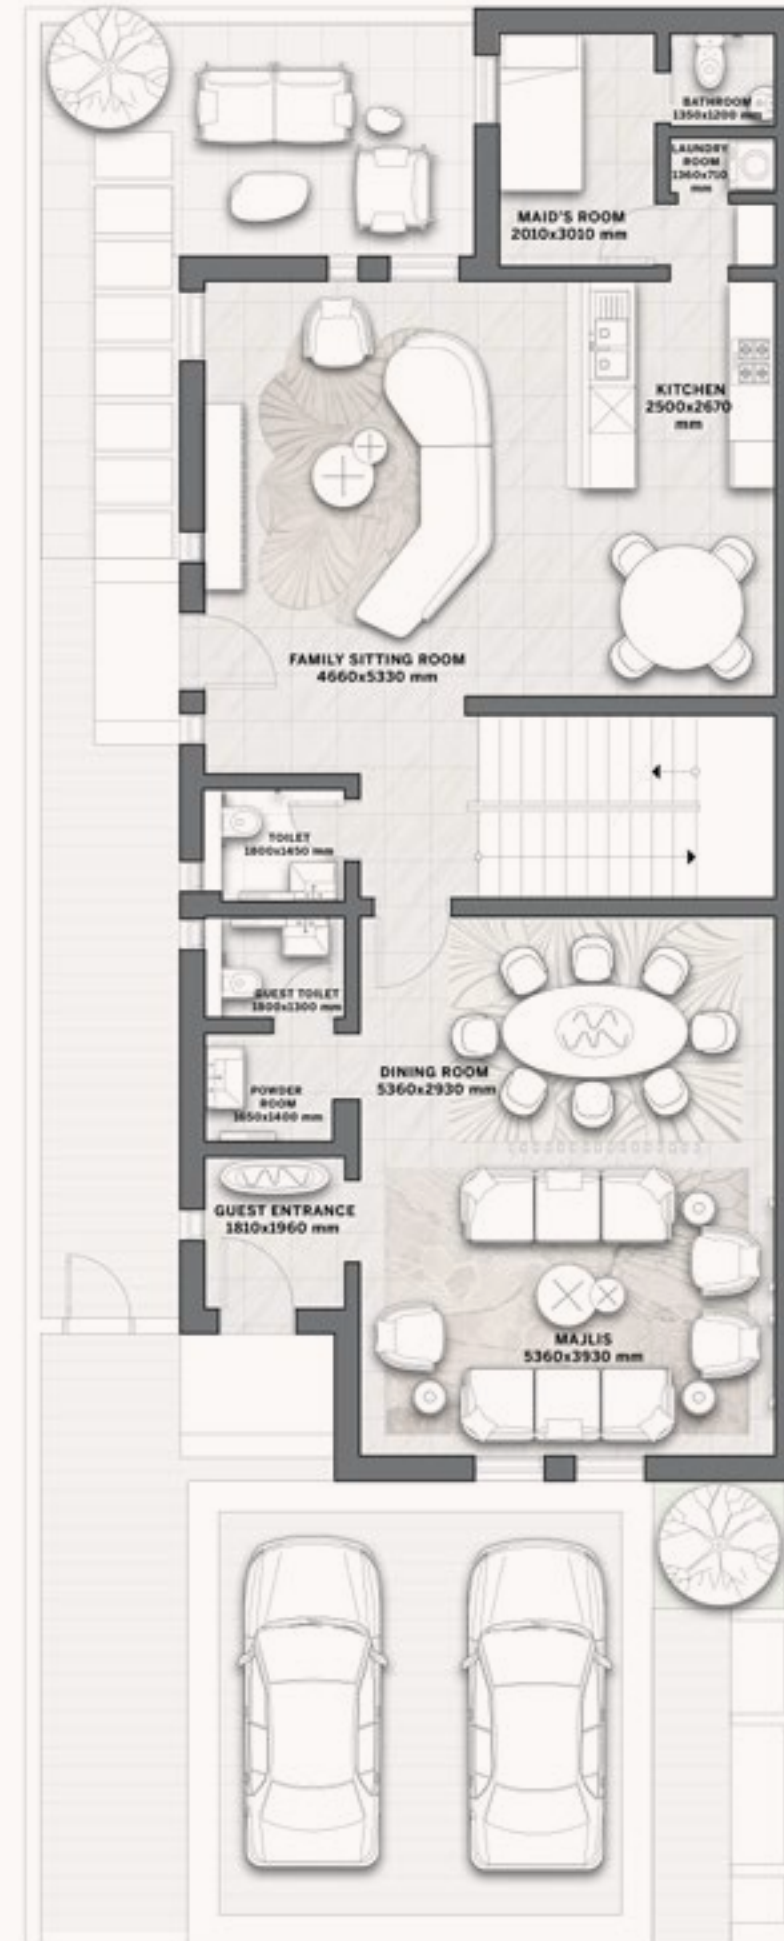 BATHROOM
1350x1200 mm
LAUNDRY
ROOM
1360x710
mm
MAID'S ROOM
2010x3010 mm
KITCHEN
2500x2670
mm
FAMILY SITTING ROOM
4660x5330 mm
TOILET
1800x1450 mm
GUEST TOILET
1800x1300 mm
DINING ROOM
5360x2930 mm
POWDER
ROOM
1650x1400 mm
GUEST ENTRANCE
1810x1960 mm
MAJLIS
5360x3930 mm